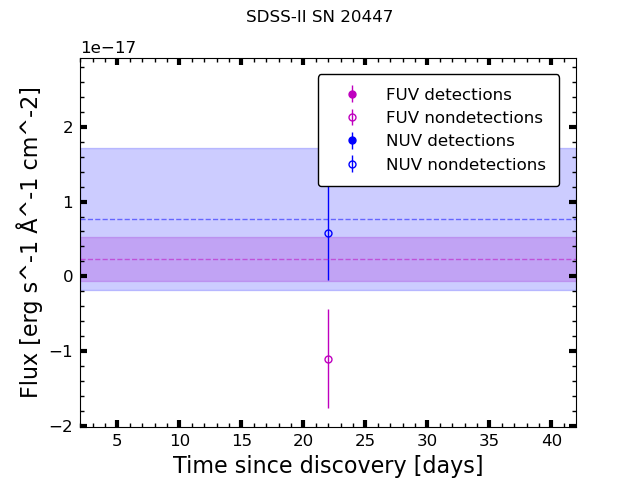 SDSS-II SN 20447
1e−17
FUV detections
FUV nondetections
NUV detections
NUV nondetections
2
1
0
−1
−2
Flux [erg s^-1 Å^-1 cm^-2]
5 10 15 20 25 30 35 40
Time since discovery [days]